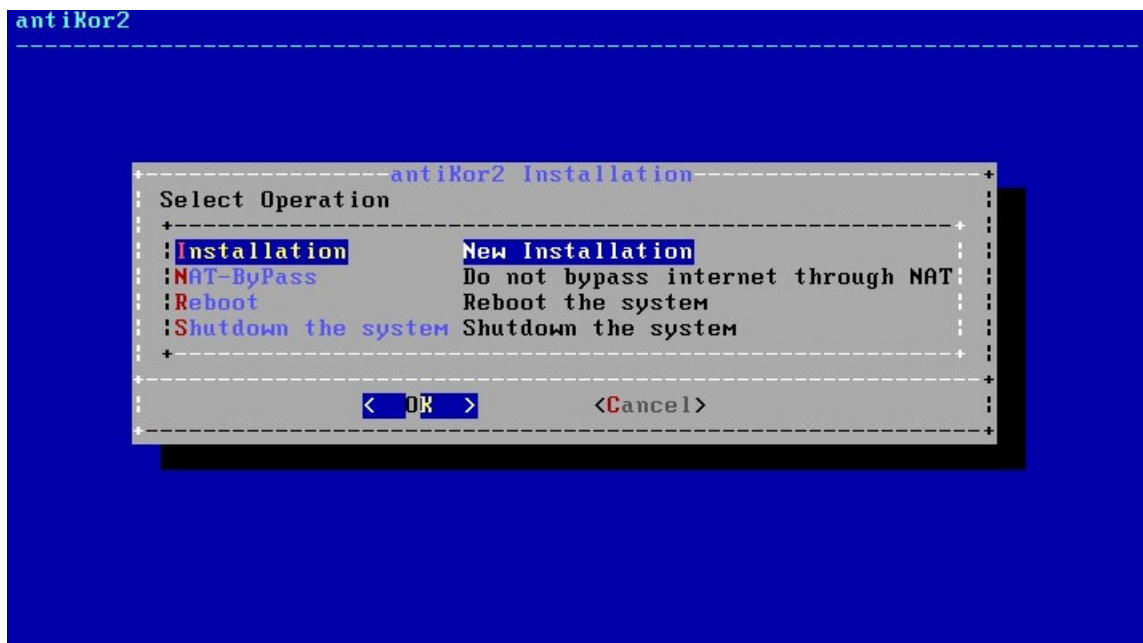 antiKor2
antiKor2 Installation
Select Operation
Installation New Installation
NAT-ByPass Do not bypass internet through NAT
Reboot Reboot the system
Shutdown the system Shutdown the system
< OK > <Cancel>